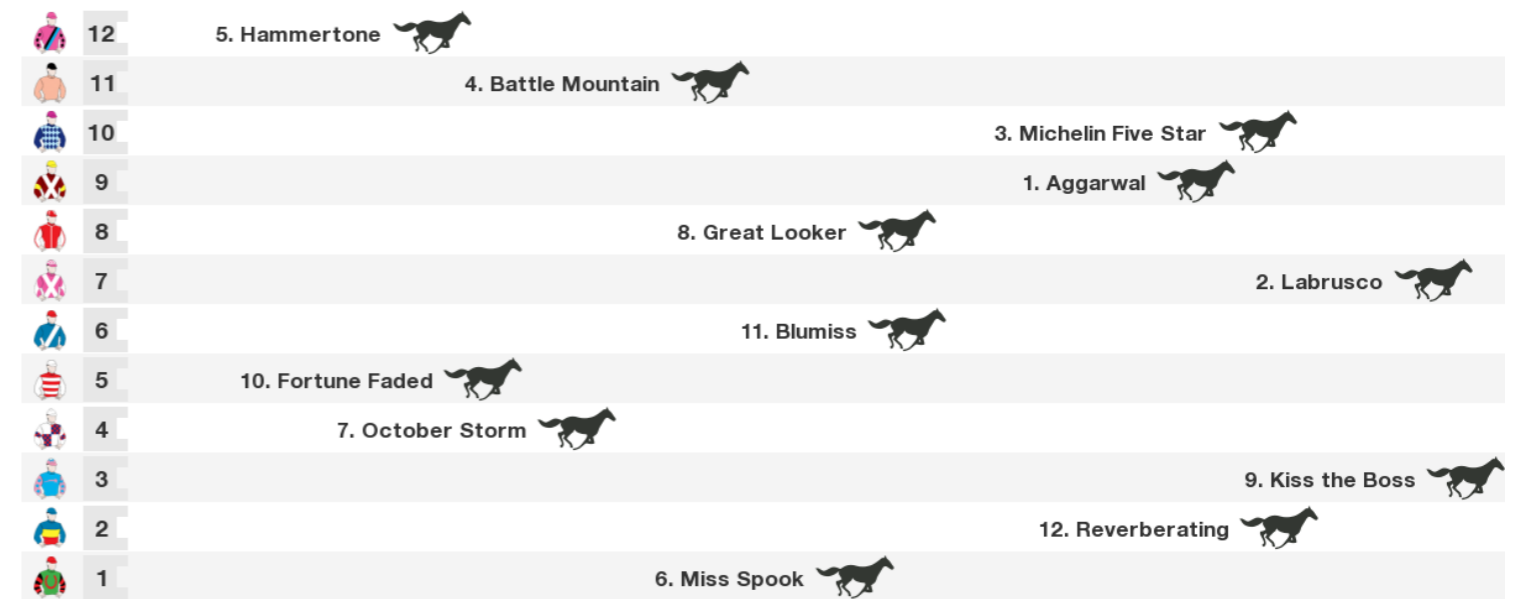 12 5. Hammertone
11 4. Battle Mountain
10 3. Michelin Five Star
9 1. Aggarwal
8 8. Great Looker
7 2. Labrusco
6 11. Blumiss
5 10. Fortune Faded
4 7. October Storm
3 9. Kiss the Boss
2 12. Reverberating
1 6. Miss Spook